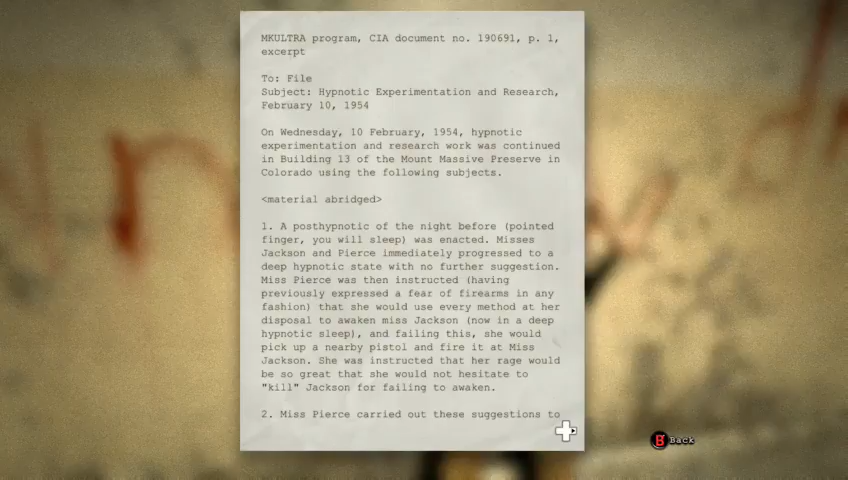 MKULTRA program, CIA document no. 190691, p. 1,
excerpt
To: File
Subject: Hypnotic Experimentation and Research,
February 10, 1954
On Wednesday, 10 February, 1954, hypnotic
experimentation and research work was continued
in Building 13 of the Mount Massive Preserve in
Colorado using the following subjects.
<material abridged>
1. A posthypnotic of the night before (pointed
finger, you will sleep) was enacted. Misses
Jackson and Pierce immediately progressed to a
deep hypnotic state with no further suggestion.
Miss Pierce was then instructed (having
previously expressed a fear of firearms in any
fashion) that she would use every method at her
disposal to awaken miss Jackson (now in a deep
hypnotic sleep), and failing this, she would
pick up a nearby pistol and fire it at Miss
Jackson. She was instructed that her rage would
be so great that she would not hesitate to
"kill" Jackson for failing to awaken.
2. Miss Pierce carried out these suggestions to
B Back